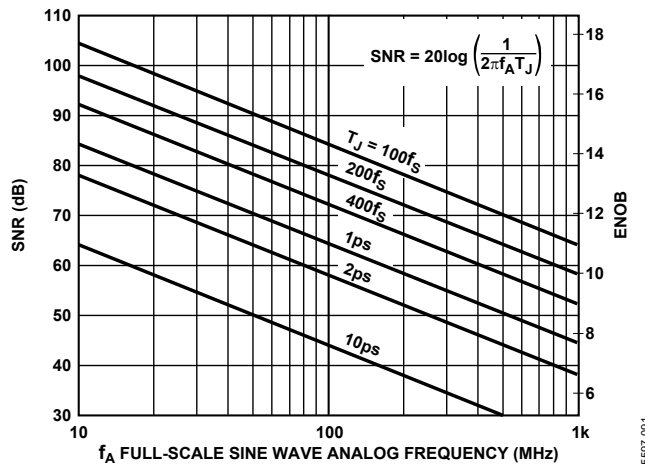 110
100
90
80
70
60
50
40
30
SNR (dB)
18
16
14
12
10
8
6
ENOB
SNR = 20log (1 / 2πfATJ)
TJ = 100fS
200fS
400fS
1ps
2ps
10ps
10
100
1k
fA FULL-SCALE SINE WAVE ANALOG FREQUENCY (MHz)